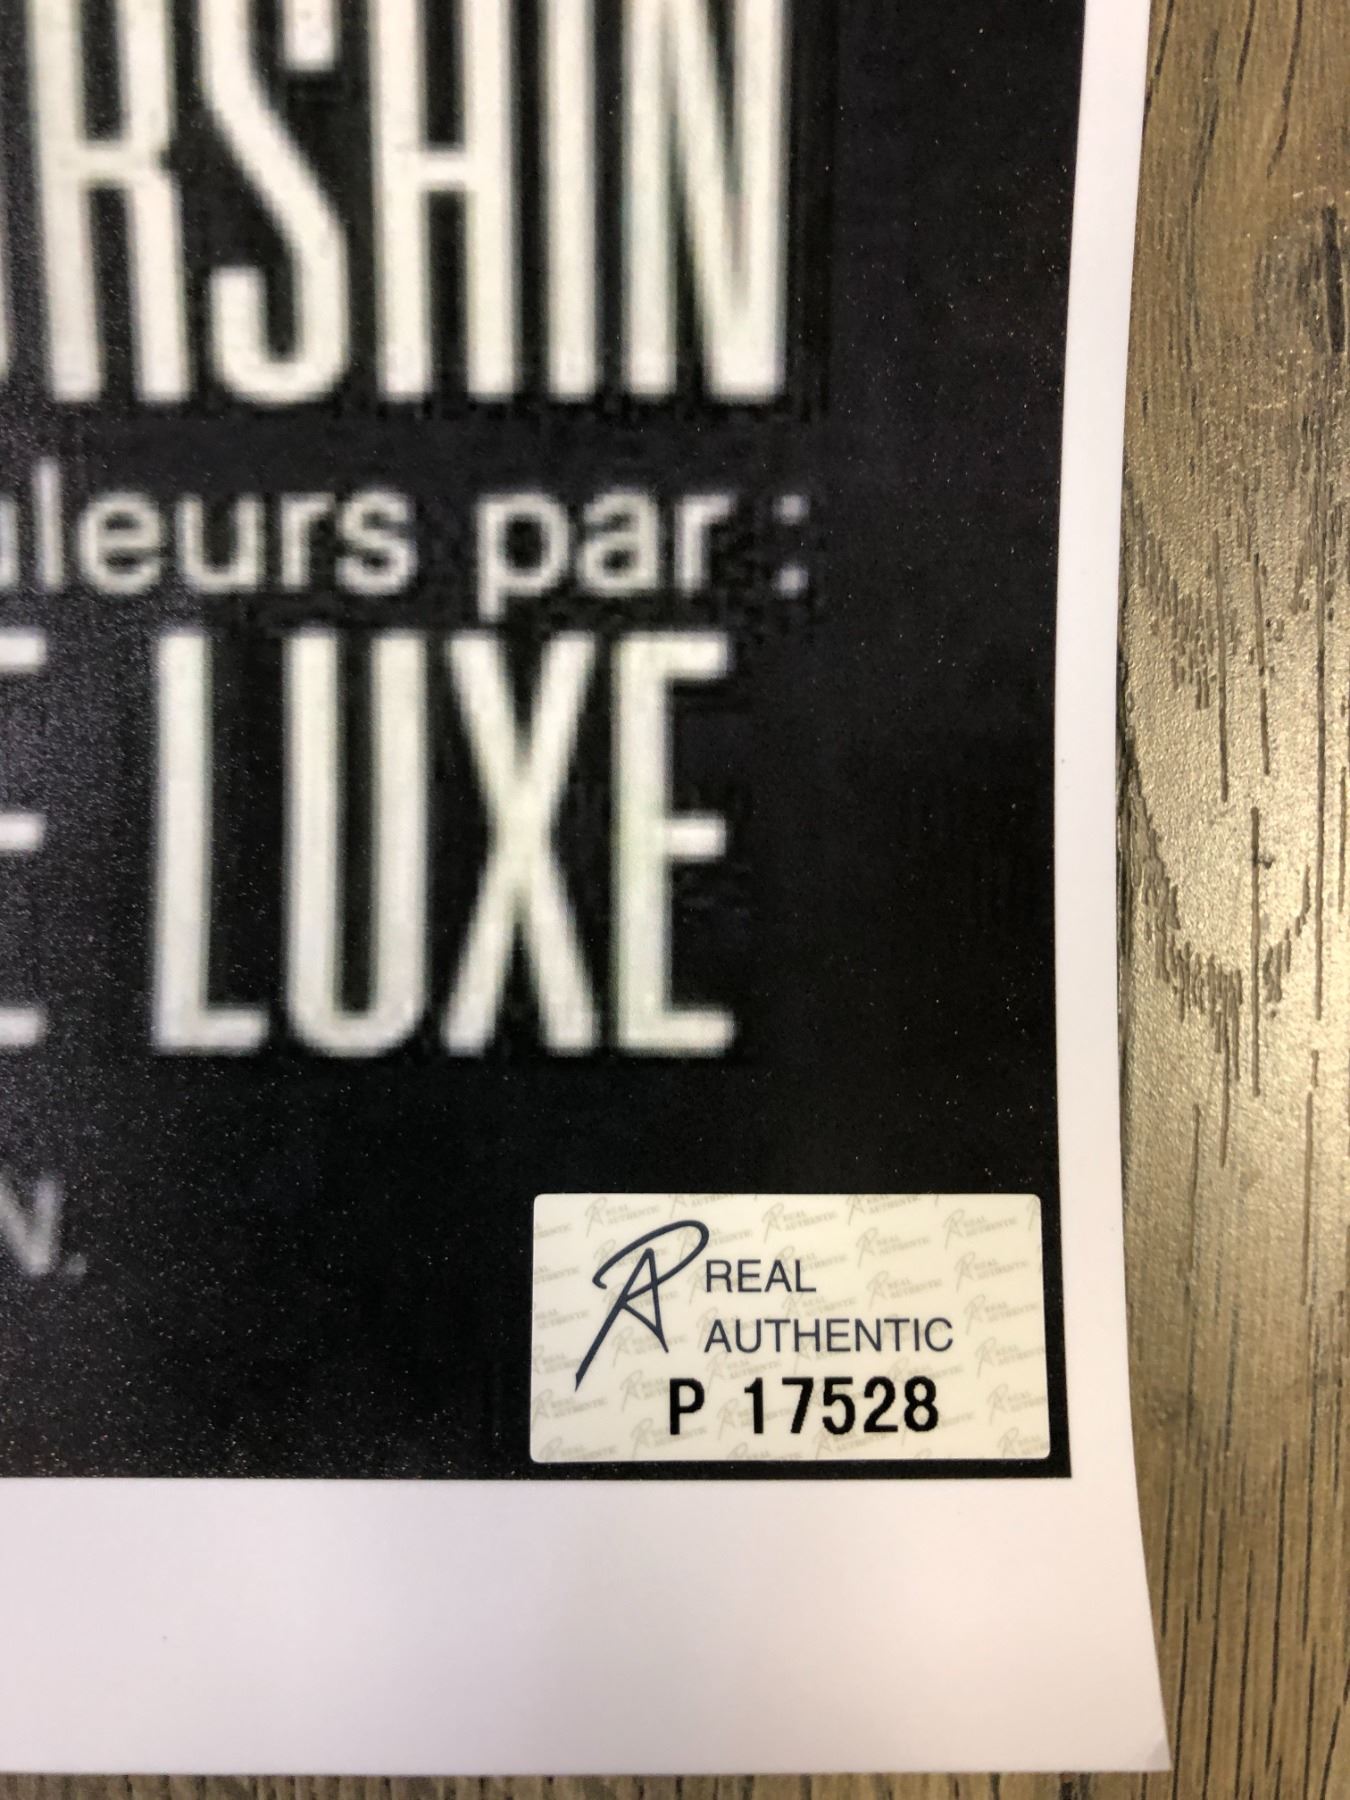 RSHIN
uleurs par :
E LUXE
N.
REAL
AUTHENTIC
P 17528